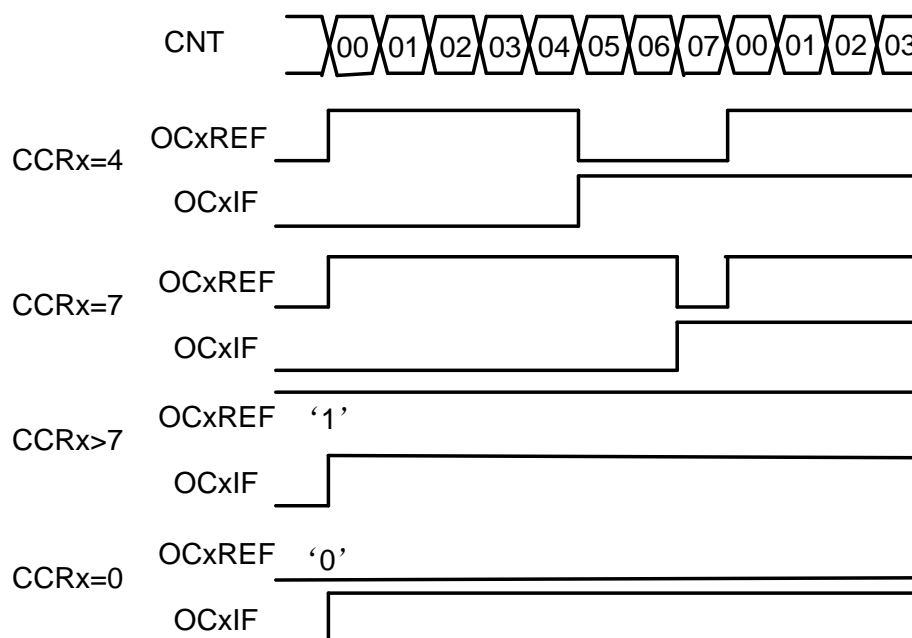 CNT 00 01 02 03 04 05 06 07 00 01 02 03
CCRx=4
OCxREF
OCxIF
CCRx=7
OCxREF
OCxIF
CCRx>7
OCxREF ‘1’
OCxIF
CCRx=0
OCxREF ‘0’
OCxIF